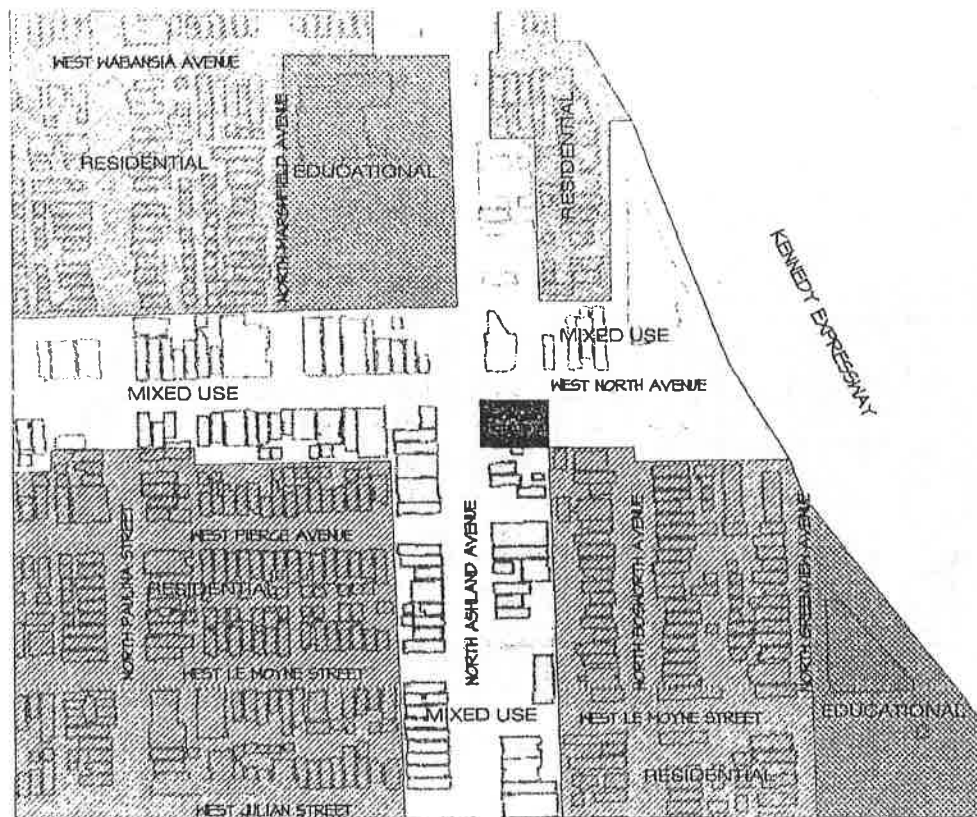 WEST WABANSIA AVENUE
RESIDENTIAL
NORTH MARSHFIELD AVENUE
EDUCATIONAL
RESIDENTIAL
KENNEDY EXPRESSWAY
MIXED USE
WEST NORTH AVENUE
MIXED USE
NORTH PAULINA STREET
WEST PIERCE AVENUE
RESIDENTIAL
WEST LE MOYNE STREET
WEST JULIAN STREET
NORTH ASHLAND AVENUE
MIXED USE
NORTH BOSWORTH AVENUE
NORTH GREENVIEW AVENUE
WEST LE MOYNE STREET
EDUCATIONAL
RESIDENTIAL